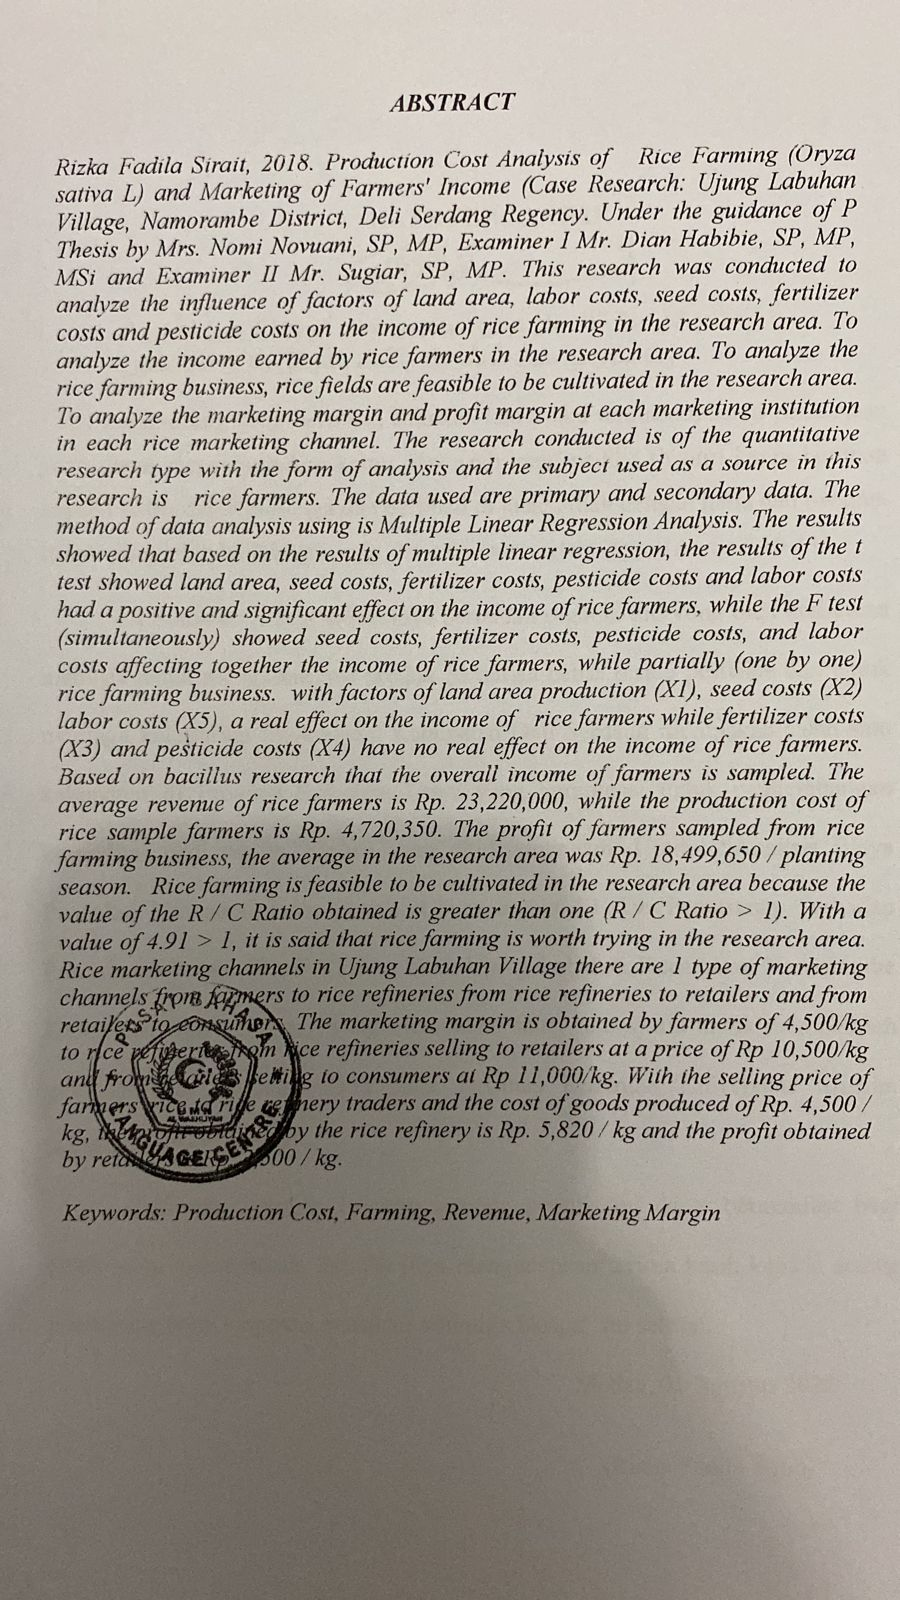 ABSTRACT
Rizka Fadila Sirait, 2018. Production Cost Analysis of Rice Farming (Oryza
sativa L) and Marketing of Farmers' Income (Case Research: Ujung Labuhan
Village, Namorambe District, Deli Serdang Regency. Under the guidance of P
Thesis by Mrs. Nomi Novuani, SP, MP, Examiner I Mr. Dian Habibie, SP, MP,
MSi and Examiner II Mr. Sugiar, SP, MP. This research was conducted to
analyze the influence of factors of land area, labor costs, seed costs, fertilizer
costs and pesticide costs on the income of rice farming in the research area. To
analyze the income earned by rice farmers in the research area. To analyze the
rice farming business, rice fields are feasible to be cultivated in the research area.
To analyze the marketing margin and profit margin at each marketing institution
in each rice marketing channel. The research conducted is of the quantitative
research type with the form of analysis and the subject used as a source in this
research is rice farmers. The data used are primary and secondary data. The
method of data analysis using is Multiple Linear Regression Analysis. The results
showed that based on the results of multiple linear regression, the results of the t
test showed land area, seed costs, fertilizer costs, pesticide costs and labor costs
had a positive and significant effect on the income of rice farmers, while the F test
(simultaneously) showed seed costs, fertilizer costs, pesticide costs, and labor
costs affecting together the income of rice farmers, while partially (one by one)
rice farming business. with factors of land area production (X1), seed costs (X2)
labor costs (X5), a real effect on the income of rice farmers while fertilizer costs
(X3) and pesticide costs (X4) have no real effect on the income of rice farmers.
Based on bacillus research that the overall income of farmers is sampled. The
average revenue of rice farmers is Rp. 23,220,000, while the production cost of
rice sample farmers is Rp. 4,720,350. The profit of farmers sampled from rice
farming business, the average in the research area was Rp. 18,499,650 / planting
season. Rice farming is feasible to be cultivated in the research area because the
value of the R / C Ratio obtained is greater than one (R / C Ratio > 1). With a
value of 4.91 > 1, it is said that rice farming is worth trying in the research area.
Rice marketing channels in Ujung Labuhan Village there are 1 type of marketing
channels from farmers to rice refineries from rice refineries to retailers and from
retailers to consumers. The marketing margin is obtained by farmers of 4,500/kg
to rice refineries from rice refineries selling to retailers at a price of Rp 10,500/kg
and from retailers selling to consumers at Rp 11,000/kg. With the selling price of
farmers rice to rice refinery traders and the cost of goods produced of Rp. 4,500 /
kg, the profit obtained by the rice refinery is Rp. 5,820 / kg and the profit obtained
by retailers Rp 500 / kg.
PUSAT BAHASA
UMN
AL WASHLIYAH
LANGUAGE CENTRE
Keywords: Production Cost, Farming, Revenue, Marketing Margin